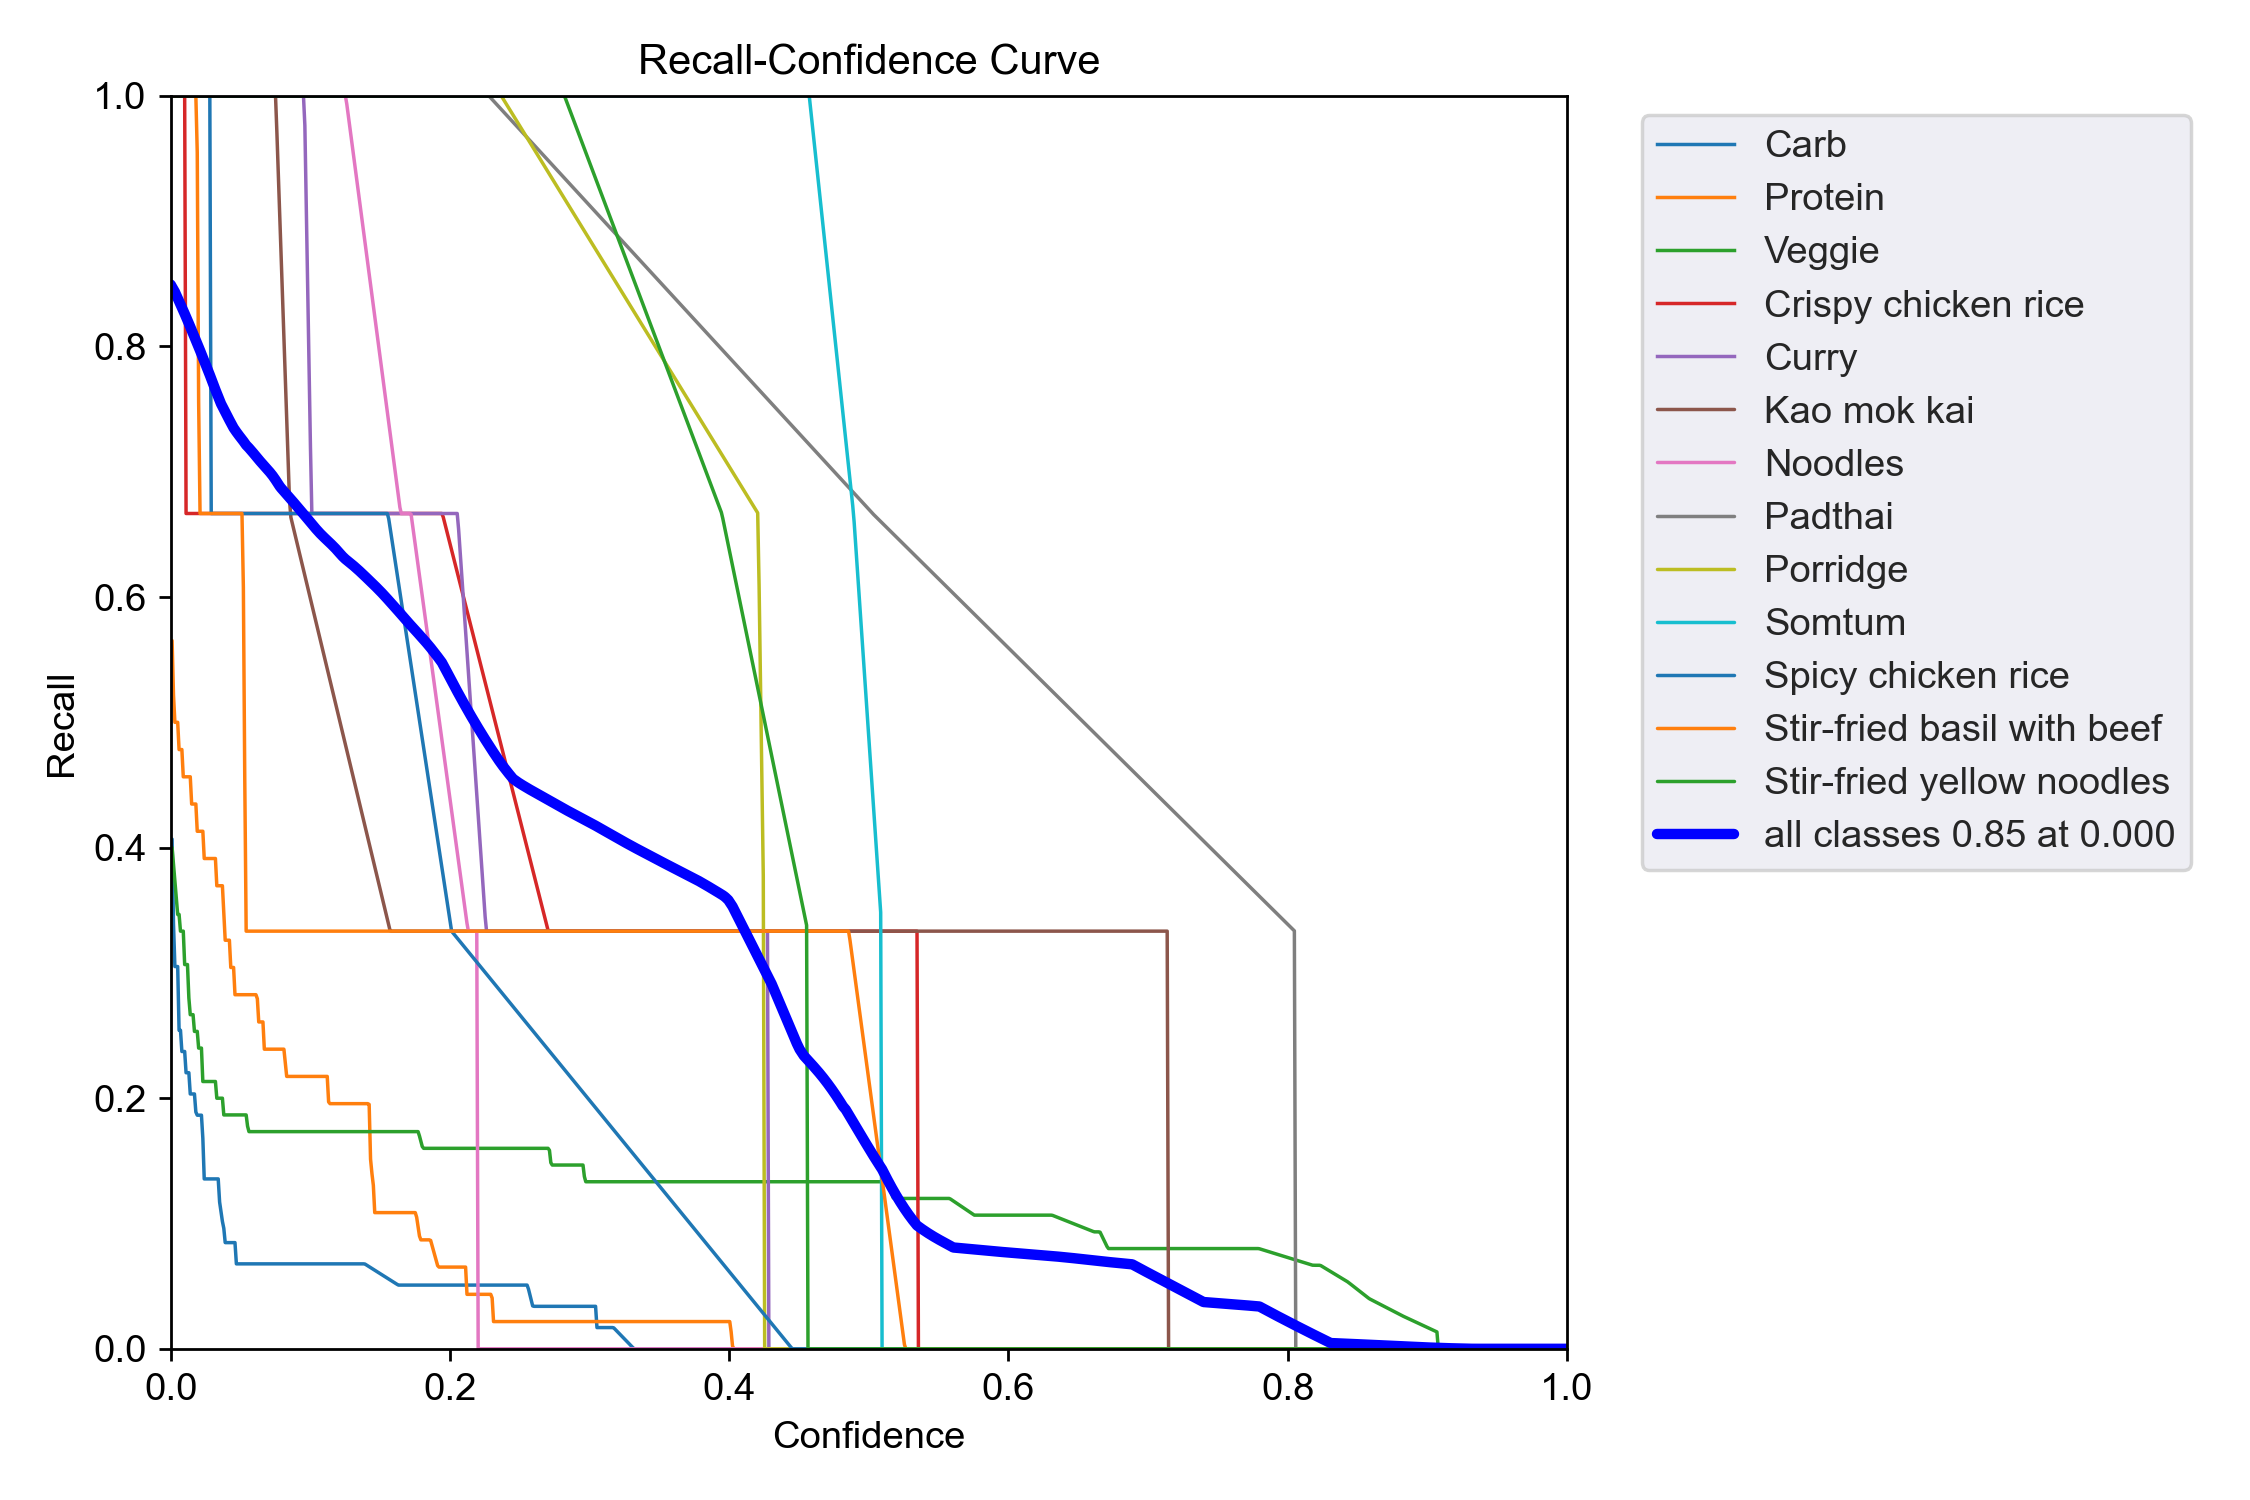 Recall-Confidence Curve
1.0
0.8
0.6
0.4
0.2
0.0
Recall
0.0 0.2 0.4 0.6 0.8 1.0
Confidence
Carb
Protein
Veggie
Crispy chicken rice
Curry
Kao mok kai
Noodles
Padthai
Porridge
Somtum
Spicy chicken rice
Stir-fried basil with beef
Stir-fried yellow noodles
all classes 0.85 at 0.000